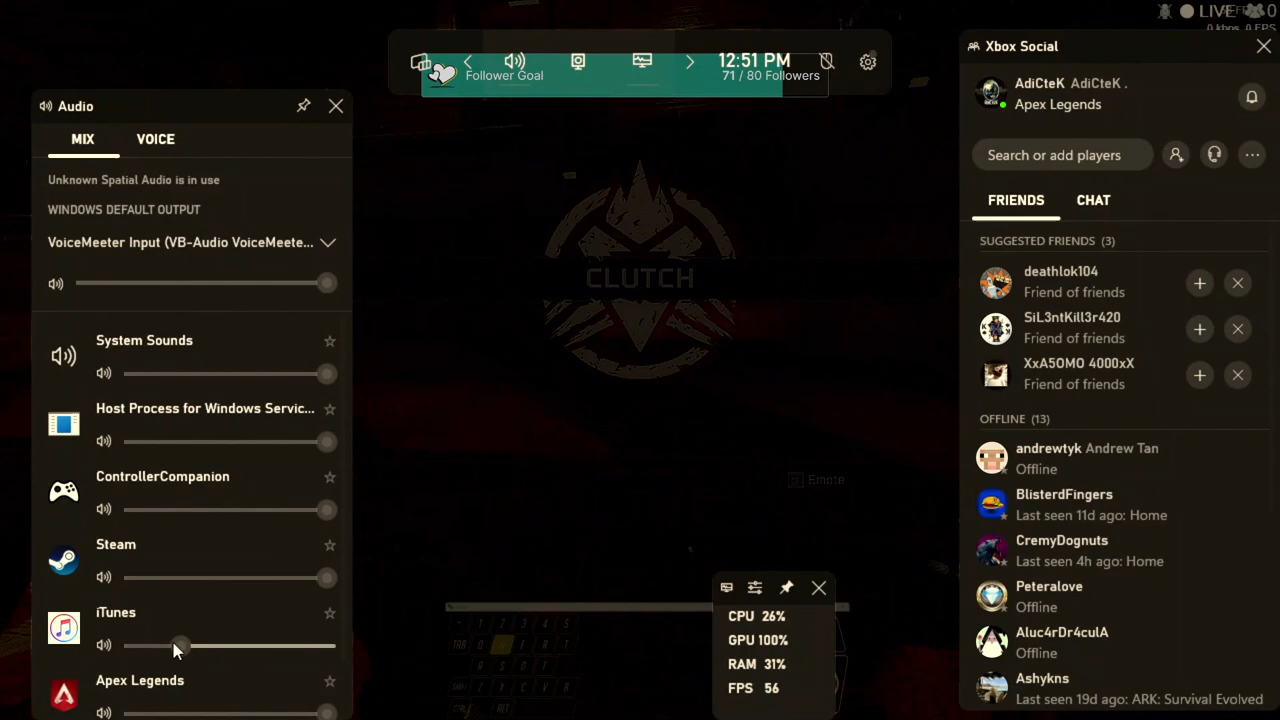 LIVE 0
0 kbps, 0 FPS
12:51 PM
Follower Goal
71 / 80 Followers
Audio
MIX VOICE
Unknown Spatial Audio is in use
WINDOWS DEFAULT OUTPUT
VoiceMeeter Input (VB-Audio VoiceMeete...
System Sounds
Host Process for Windows Servic...
ControllerCompanion
Steam
iTunes
Apex Legends
CLUTCH
Emote
CPU 26%
GPU 100%
RAM 31%
FPS 56
Xbox Social
AdiCteK AdiCteK .
Apex Legends
Search or add players
FRIENDS CHAT
SUGGESTED FRIENDS (3)
deathlok104
Friend of friends
SiL3ntKill3r420
Friend of friends
XxA5OMO 4000xX
Friend of friends
OFFLINE (13)
andrewtyk Andrew Tan
Offline
BlisterdFingers
Last seen 11d ago: Home
CremyDognuts
Last seen 4h ago: Home
Peteralove
Offline
Aluc4rDr4culA
Offline
Ashykns
Last seen 19d ago: ARK: Survival Evolved